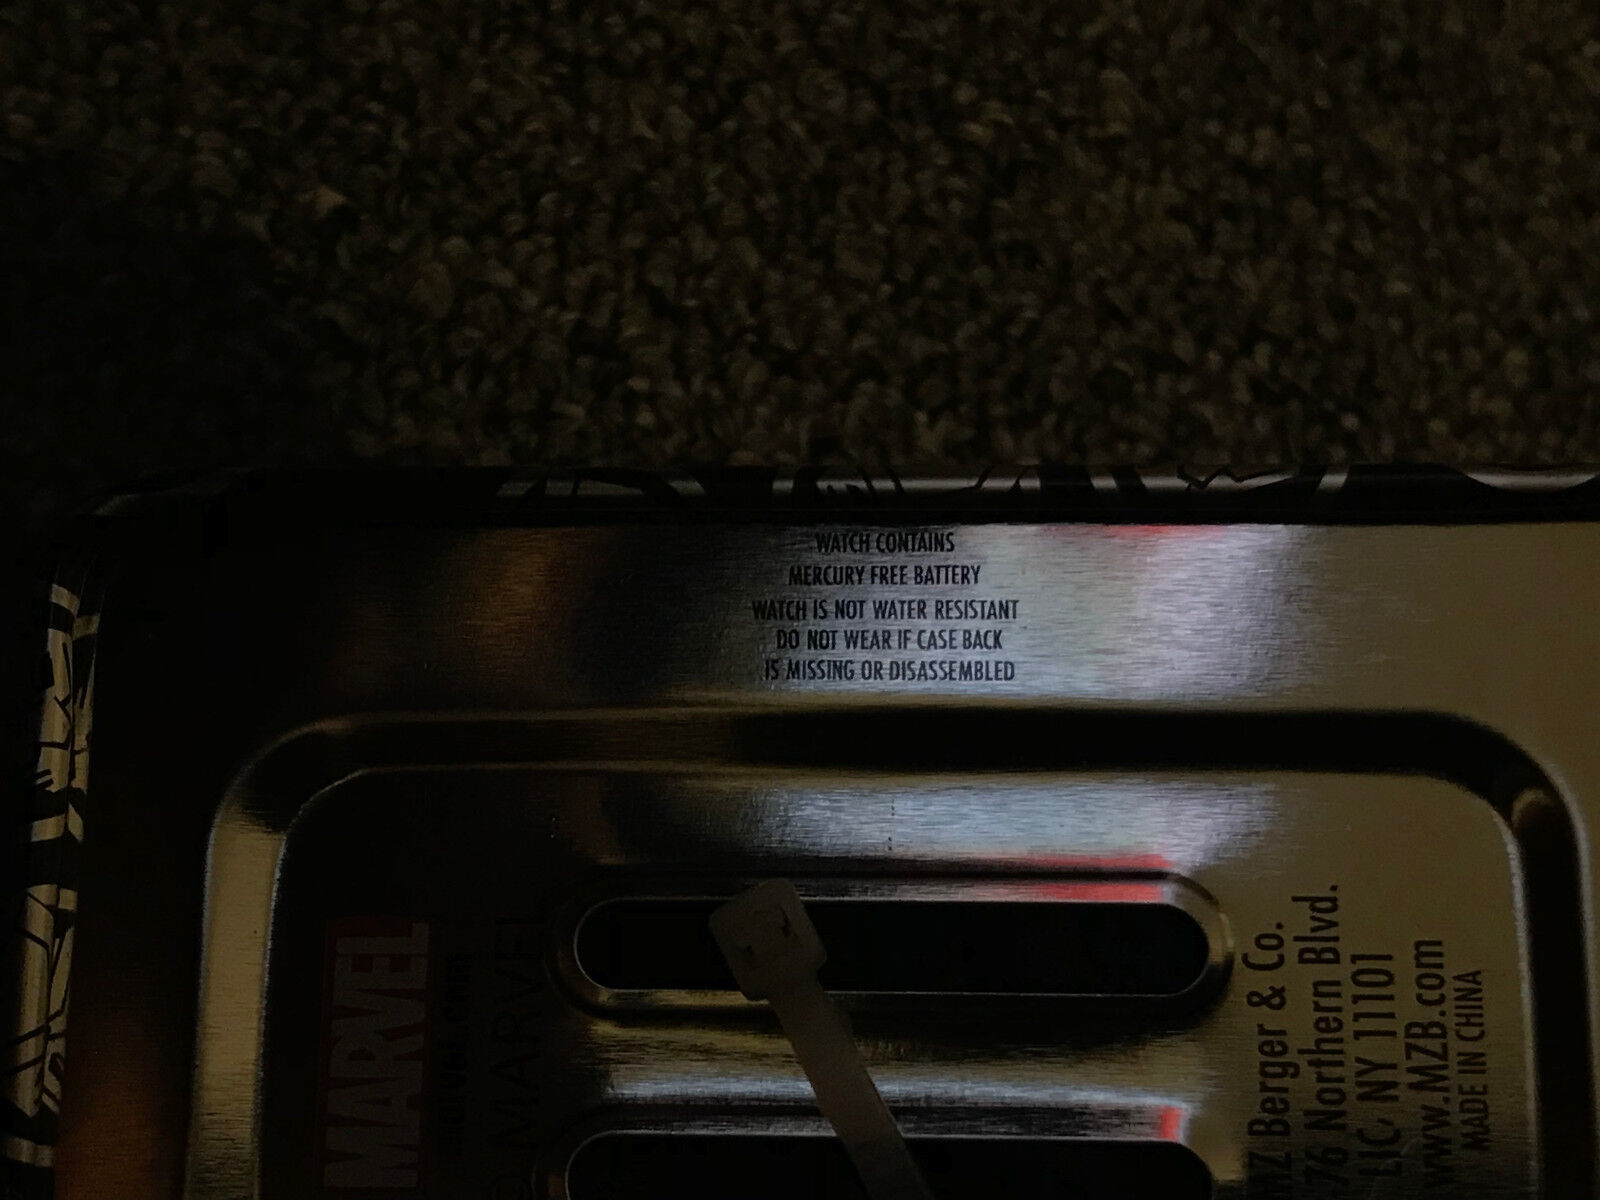 WATCH CONTAINS
MERCURY FREE BATTERY
WATCH IS NOT WATER RESISTANT
DO NOT WEAR IF CASE BACK
IS MISSING OR DISASSEMBLED
MARVEL
© MARVEL
MZ Berger & Co.
Northern Blvd.
LIC, NY 11101
www.MZB.com
MADE IN CHINA